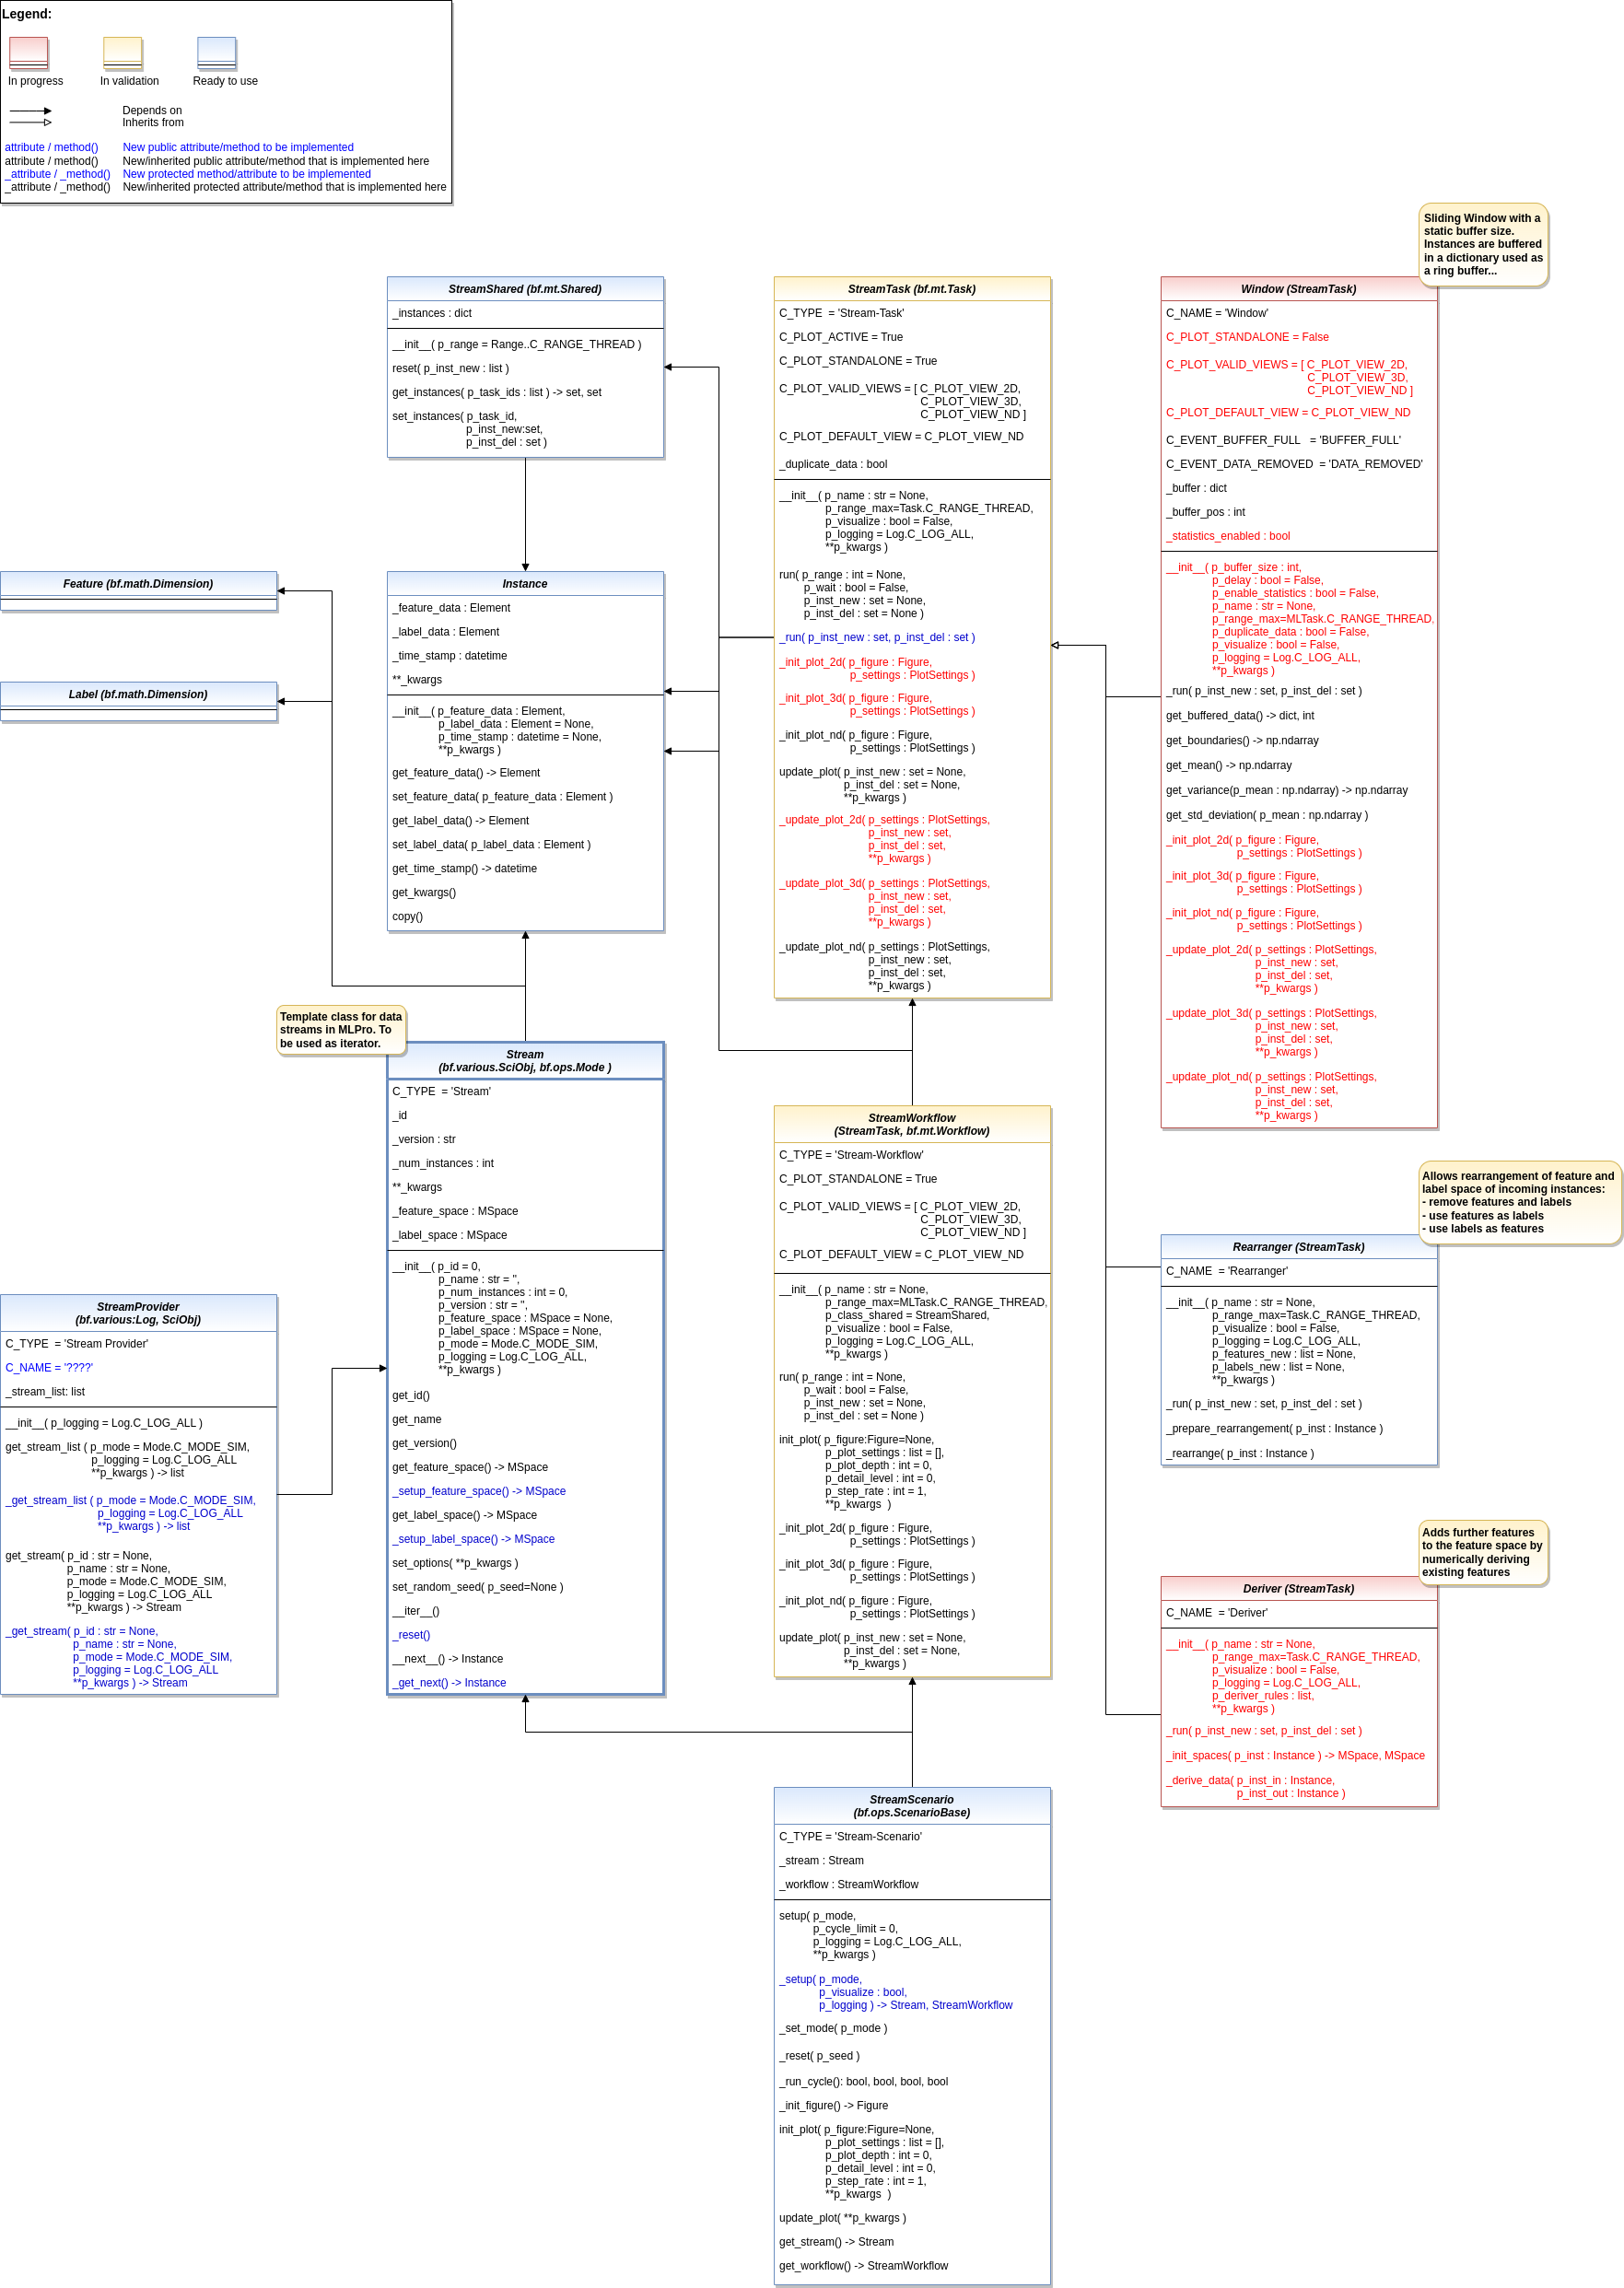 Legend:
In progress
In validation
Ready to use
Depends on
Inherits from
attribute / method() New public attribute/method to be implemented
attribute / method() New/inherited public attribute/method that is implemented here
_attribute / _method() New protected method/attribute to be implemented
_attribute / _method() New/inherited protected attribute/method that is implemented here
StreamShared (bf.mt.Shared)
_instances : dict
__init__( p_range = Range..C_RANGE_THREAD )
reset( p_inst_new : list )
get_instances( p_task_ids : list ) -> set, set
set_instances( p_task_id,
p_inst_new:set,
p_inst_del : set )
Feature (bf.math.Dimension)
Label (bf.math.Dimension)
Instance
_feature_data : Element
_label_data : Element
_time_stamp : datetime
**_kwargs
__init__( p_feature_data : Element,
p_label_data : Element = None,
p_time_stamp : datetime = None,
**p_kwargs )
get_feature_data() -> Element
set_feature_data( p_feature_data : Element )
get_label_data() -> Element
set_label_data( p_label_data : Element )
get_time_stamp() -> datetime
get_kwargs()
copy()
Template class for data
streams in MLPro. To
be used as iterator.
Stream
(bf.various.SciObj, bf.ops.Mode )
C_TYPE = 'Stream'
_id
_version : str
_num_instances : int
**_kwargs
_feature_space : MSpace
_label_space : MSpace
__init__( p_id = 0,
p_name : str = '',
p_num_instances : int = 0,
p_version : str = '',
p_feature_space : MSpace = None,
p_label_space : MSpace = None,
p_mode = Mode.C_MODE_SIM,
p_logging = Log.C_LOG_ALL,
**p_kwargs )
get_id()
get_name
get_version()
get_feature_space() -> MSpace
_setup_feature_space() -> MSpace
get_label_space() -> MSpace
_setup_label_space() -> MSpace
set_options( **p_kwargs )
set_random_seed( p_seed=None )
__iter__()
_reset()
__next__() -> Instance
_get_next() -> Instance
StreamProvider
(bf.various:Log, SciObj)
C_TYPE = 'Stream Provider'
C_NAME = '????'
_stream_list: list
__init__( p_logging = Log.C_LOG_ALL )
get_stream_list ( p_mode = Mode.C_MODE_SIM,
p_logging = Log.C_LOG_ALL
**p_kwargs ) -> list
_get_stream_list ( p_mode = Mode.C_MODE_SIM,
p_logging = Log.C_LOG_ALL
**p_kwargs ) -> list
get_stream( p_id : str = None,
p_name : str = None,
p_mode = Mode.C_MODE_SIM,
p_logging = Log.C_LOG_ALL
**p_kwargs ) -> Stream
_get_stream( p_id : str = None,
p_name : str = None,
p_mode = Mode.C_MODE_SIM,
p_logging = Log.C_LOG_ALL
**p_kwargs ) -> Stream
StreamTask (bf.mt.Task)
C_TYPE = 'Stream-Task'
C_PLOT_ACTIVE = True
C_PLOT_STANDALONE = True
C_PLOT_VALID_VIEWS = [ C_PLOT_VIEW_2D,
C_PLOT_VIEW_3D,
C_PLOT_VIEW_ND ]
C_PLOT_DEFAULT_VIEW = C_PLOT_VIEW_ND
_duplicate_data : bool
__init__( p_name : str = None,
p_range_max=Task.C_RANGE_THREAD,
p_visualize : bool = False,
p_logging = Log.C_LOG_ALL,
**p_kwargs )
run( p_range : int = None,
p_wait : bool = False,
p_inst_new : set = None,
p_inst_del : set = None )
_run( p_inst_new : set, p_inst_del : set )
_init_plot_2d( p_figure : Figure,
p_settings : PlotSettings )
_init_plot_3d( p_figure : Figure,
p_settings : PlotSettings )
_init_plot_nd( p_figure : Figure,
p_settings : PlotSettings )
update_plot( p_inst_new : set = None,
p_inst_del : set = None,
**p_kwargs )
_update_plot_2d( p_settings : PlotSettings,
p_inst_new : set,
p_inst_del : set,
**p_kwargs )
_update_plot_3d( p_settings : PlotSettings,
p_inst_new : set,
p_inst_del : set,
**p_kwargs )
_update_plot_nd( p_settings : PlotSettings,
p_inst_new : set,
p_inst_del : set,
**p_kwargs )
StreamWorkflow
(StreamTask, bf.mt.Workflow)
C_TYPE = 'Stream-Workflow'
C_PLOT_STANDALONE = True
C_PLOT_VALID_VIEWS = [ C_PLOT_VIEW_2D,
C_PLOT_VIEW_3D,
C_PLOT_VIEW_ND ]
C_PLOT_DEFAULT_VIEW = C_PLOT_VIEW_ND
__init__( p_name : str = None,
p_range_max=MLTask.C_RANGE_THREAD,
p_class_shared = StreamShared,
p_visualize : bool = False,
p_logging = Log.C_LOG_ALL,
**p_kwargs )
run( p_range : int = None,
p_wait : bool = False,
p_inst_new : set = None,
p_inst_del : set = None )
init_plot( p_figure:Figure=None,
p_plot_settings : list = [],
p_plot_depth : int = 0,
p_detail_level : int = 0,
p_step_rate : int = 1,
**p_kwargs )
_init_plot_2d( p_figure : Figure,
p_settings : PlotSettings )
_init_plot_3d( p_figure : Figure,
p_settings : PlotSettings )
_init_plot_nd( p_figure : Figure,
p_settings : PlotSettings )
update_plot( p_inst_new : set = None,
p_inst_del : set = None,
**p_kwargs )
StreamScenario
(bf.ops.ScenarioBase)
C_TYPE = 'Stream-Scenario'
_stream : Stream
_workflow : StreamWorkflow
setup( p_mode,
p_cycle_limit = 0,
p_logging = Log.C_LOG_ALL,
**p_kwargs )
_setup( p_mode,
p_visualize : bool,
p_logging ) -> Stream, StreamWorkflow
_set_mode( p_mode )
_reset( p_seed )
_run_cycle(): bool, bool, bool, bool
_init_figure() -> Figure
init_plot( p_figure:Figure=None,
p_plot_settings : list = [],
p_plot_depth : int = 0,
p_detail_level : int = 0,
p_step_rate : int = 1,
**p_kwargs )
update_plot( **p_kwargs )
get_stream() -> Stream
get_workflow() -> StreamWorkflow
Sliding Window with a
static buffer size.
Instances are buffered
in a dictionary used as
a ring buffer...
Window (StreamTask)
C_NAME = 'Window'
C_PLOT_STANDALONE = False
C_PLOT_VALID_VIEWS = [ C_PLOT_VIEW_2D,
C_PLOT_VIEW_3D,
C_PLOT_VIEW_ND ]
C_PLOT_DEFAULT_VIEW = C_PLOT_VIEW_ND
C_EVENT_BUFFER_FULL = 'BUFFER_FULL'
C_EVENT_DATA_REMOVED = 'DATA_REMOVED'
_buffer : dict
_buffer_pos : int
_statistics_enabled : bool
__init__( p_buffer_size : int,
p_delay : bool = False,
p_enable_statistics : bool = False,
p_name : str = None,
p_range_max=MLTask.C_RANGE_THREAD,
p_duplicate_data : bool = False,
p_visualize : bool = False,
p_logging = Log.C_LOG_ALL,
**p_kwargs )
_run( p_inst_new : set, p_inst_del : set )
get_buffered_data() -> dict, int
get_boundaries() -> np.ndarray
get_mean() -> np.ndarray
get_variance(p_mean : np.ndarray) -> np.ndarray
get_std_deviation( p_mean : np.ndarray )
_init_plot_2d( p_figure : Figure,
p_settings : PlotSettings )
_init_plot_3d( p_figure : Figure,
p_settings : PlotSettings )
_init_plot_nd( p_figure : Figure,
p_settings : PlotSettings )
_update_plot_2d( p_settings : PlotSettings,
p_inst_new : set,
p_inst_del : set,
**p_kwargs )
_update_plot_3d( p_settings : PlotSettings,
p_inst_new : set,
p_inst_del : set,
**p_kwargs )
_update_plot_nd( p_settings : PlotSettings,
p_inst_new : set,
p_inst_del : set,
**p_kwargs )
Allows rearrangement of feature and
label space of incoming instances:
- remove features and labels
- use features as labels
- use labels as features
Rearranger (StreamTask)
C_NAME = 'Rearranger'
__init__( p_name : str = None,
p_range_max=Task.C_RANGE_THREAD,
p_visualize : bool = False,
p_logging = Log.C_LOG_ALL,
p_features_new : list = None,
p_labels_new : list = None,
**p_kwargs )
_run( p_inst_new : set, p_inst_del : set )
_prepare_rearrangement( p_inst : Instance )
_rearrange( p_inst : Instance )
Adds further features
to the feature space by
numerically deriving
existing features
Deriver (StreamTask)
C_NAME = 'Deriver'
__init__( p_name : str = None,
p_range_max=Task.C_RANGE_THREAD,
p_visualize : bool = False,
p_logging = Log.C_LOG_ALL,
p_deriver_rules : list,
**p_kwargs )
_run( p_inst_new : set, p_inst_del : set )
_init_spaces( p_inst : Instance ) -> MSpace, MSpace
_derive_data( p_inst_in : Instance,
p_inst_out : Instance )